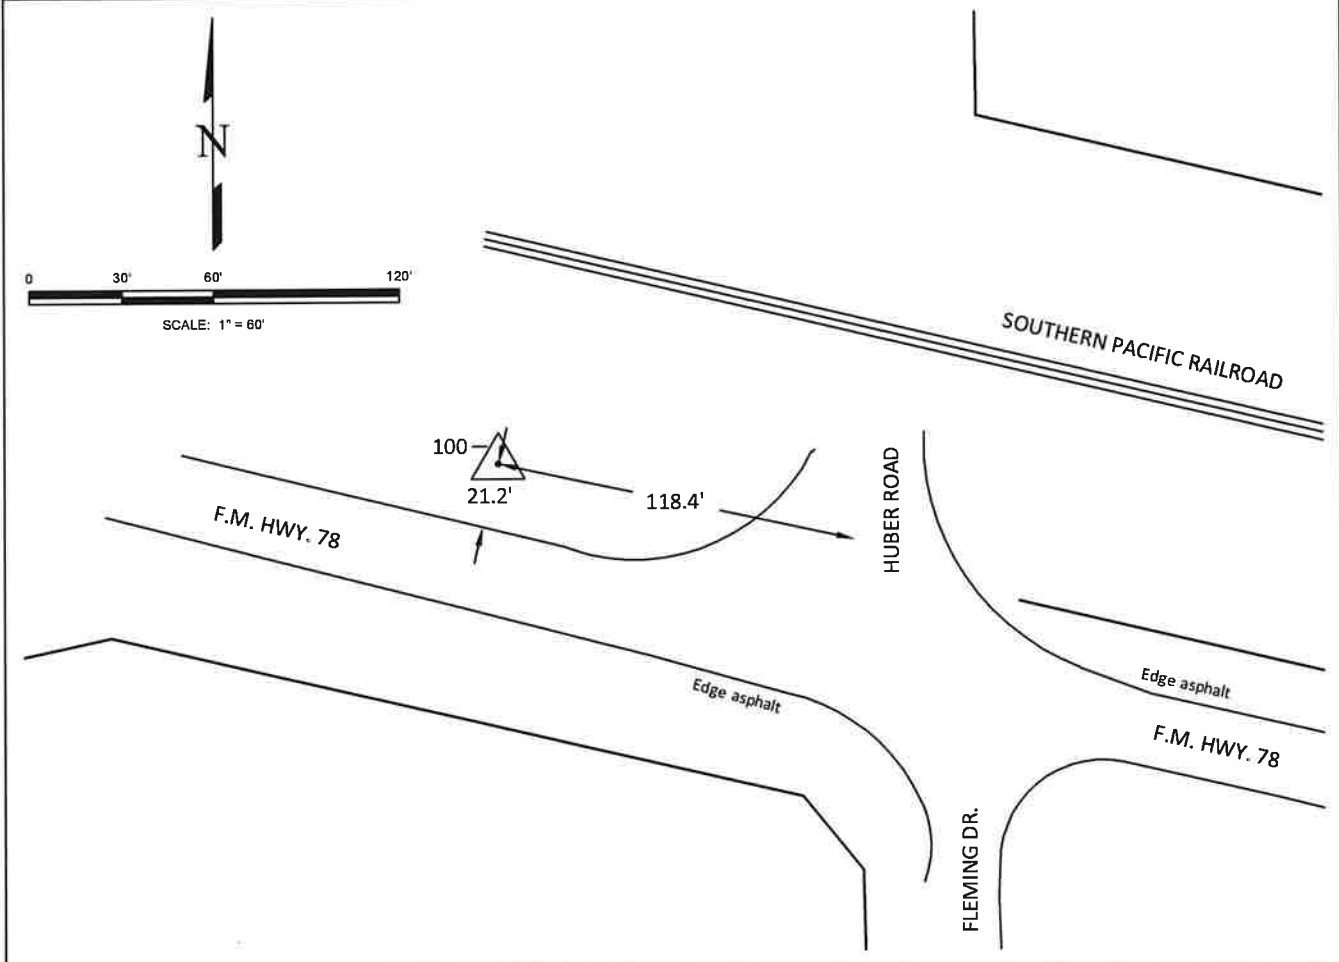 N
0 30' 60' 120'
SCALE: 1" = 60'
SOUTHERN PACIFIC RAILROAD
100
21.2'
118.4'
HUBER ROAD
F.M. HWY. 78
Edge asphalt
Edge asphalt
F.M. HWY. 78
FLEMING DR.